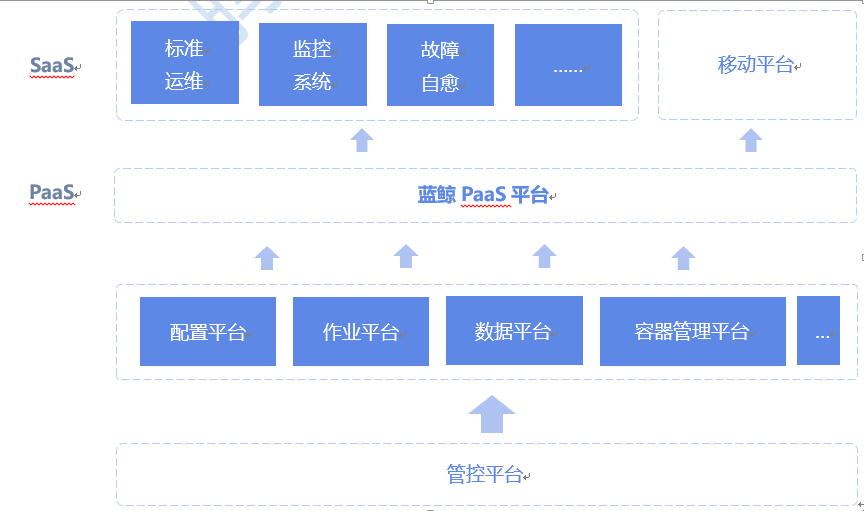 SaaS
标准
运维
监控
系统
故障
自愈
......
移动平台
PaaS
蓝鲸 PaaS 平台
配置平台
作业平台
数据平台
容器管理平台
...
管控平台